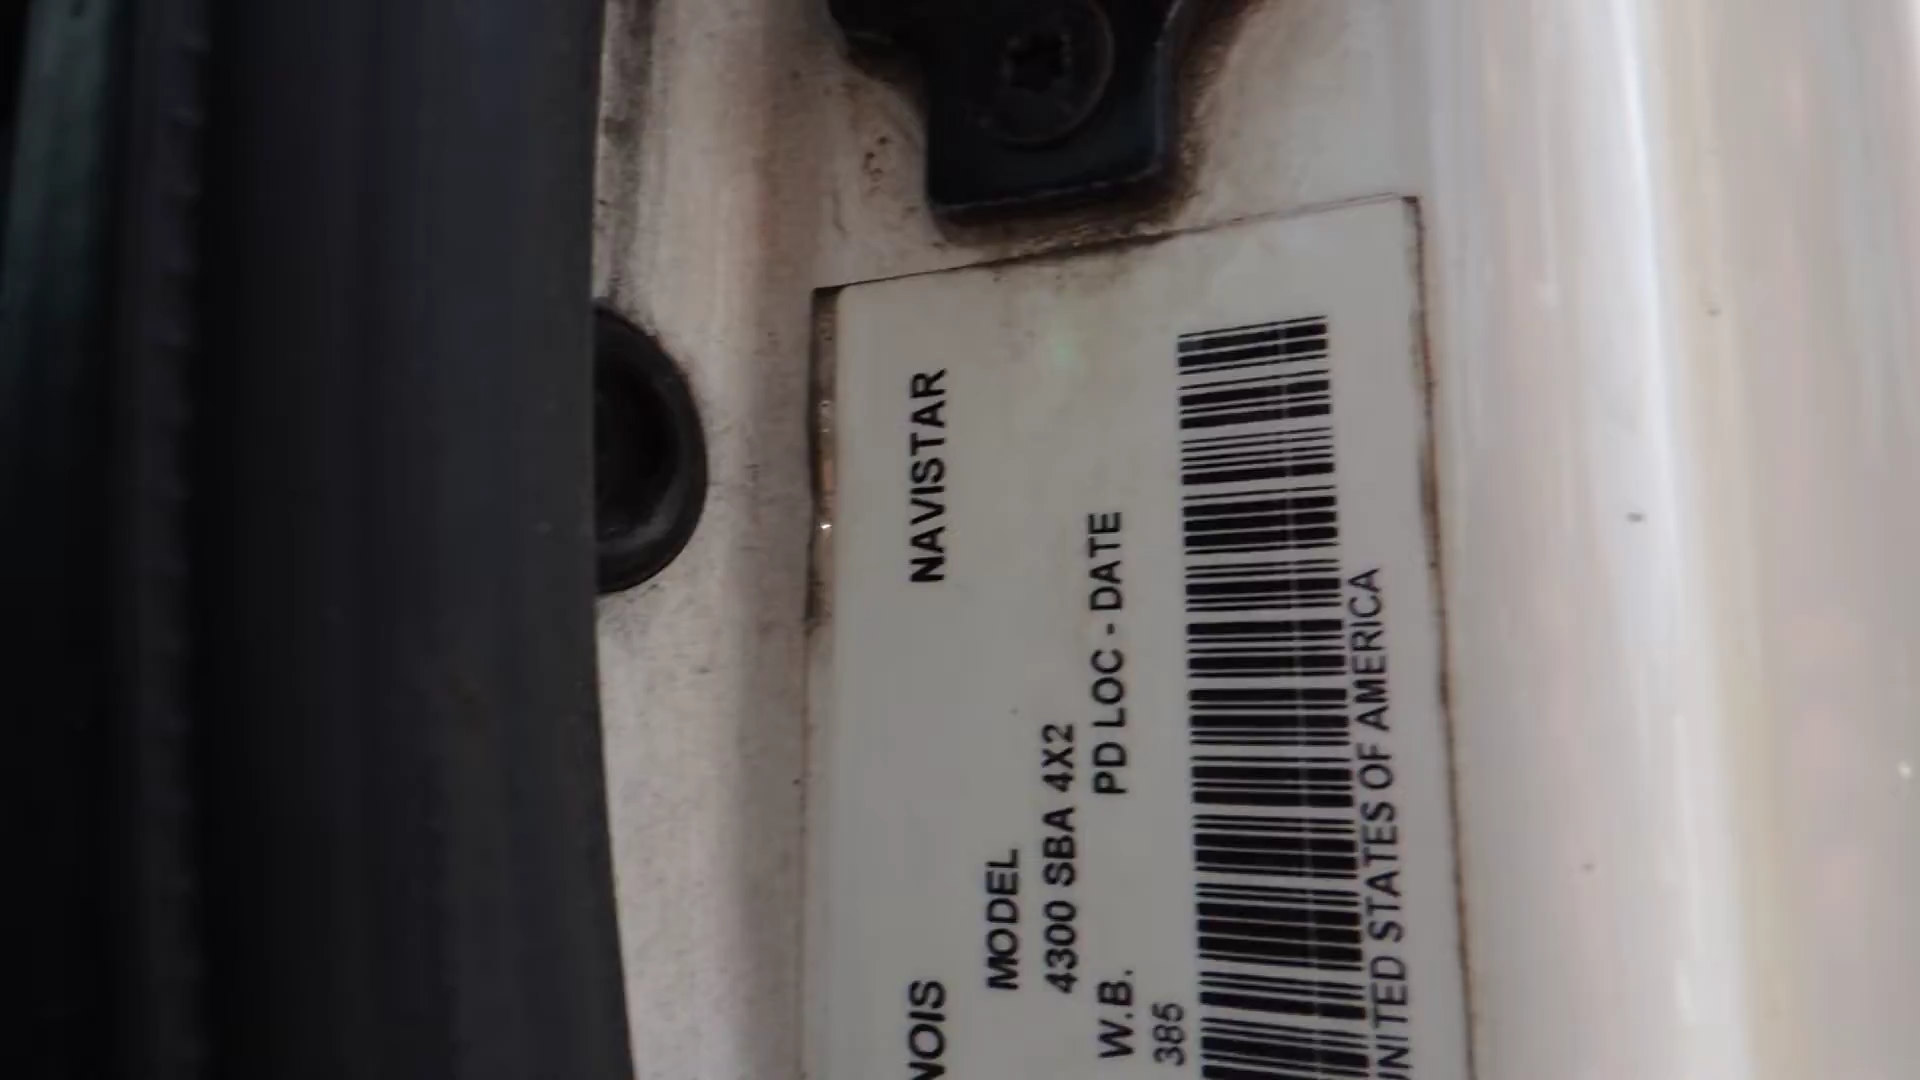 NOIS NAVISTAR
MODEL
4300 SBA 4X2
W.B. PD LOC - DATE
385
UNITED STATES OF AMERICA